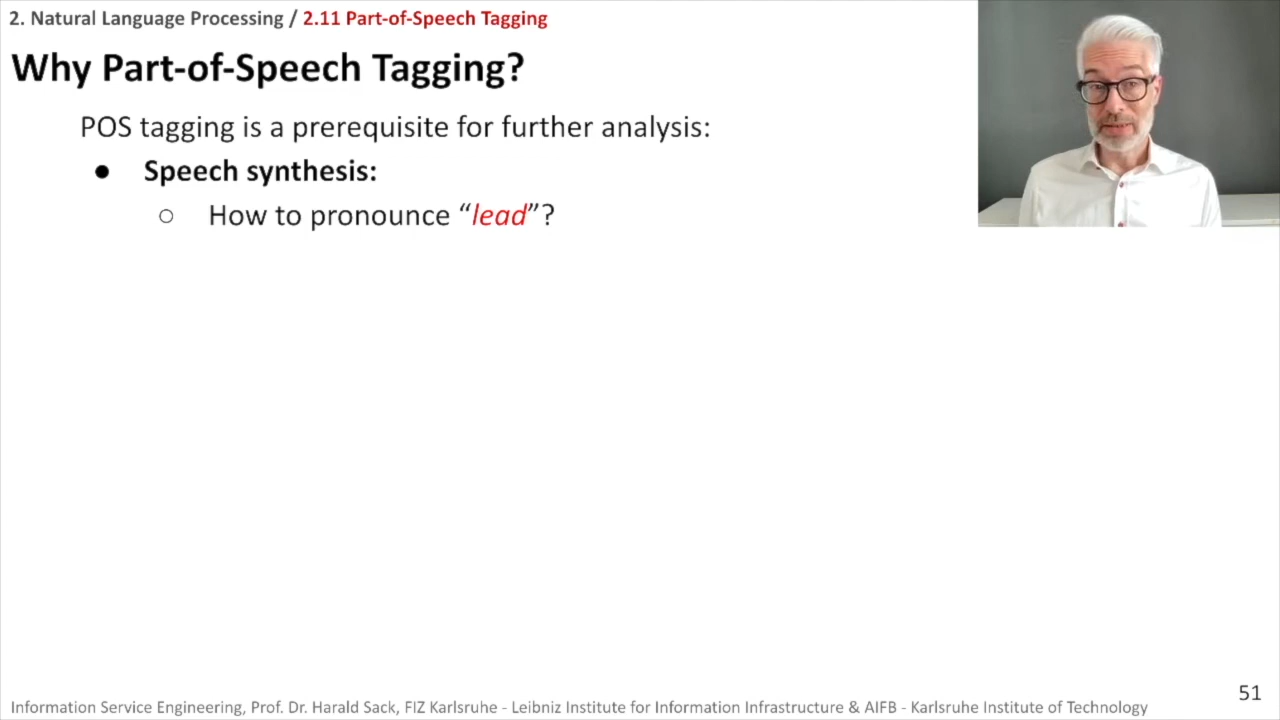 2. Natural Language Processing / 2.11 Part-of-Speech Tagging
Why Part-of-Speech Tagging?
POS tagging is a prerequisite for further analysis:
● Speech synthesis:
○ How to pronounce “lead”?
51
Information Service Engineering, Prof. Dr. Harald Sack, FIZ Karlsruhe - Leibniz Institute for Information Infrastructure & AIFB - Karlsruhe Institute of Technology